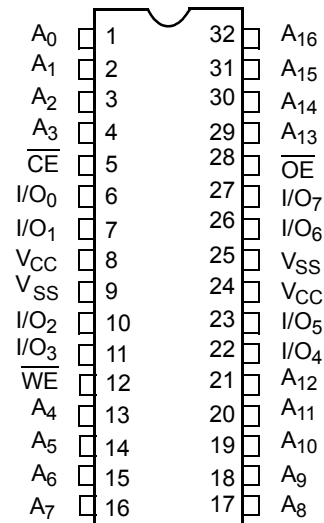 A0 1 32 A16
A1 2 31 A15
A2 3 30 A14
A3 4 29 A13
C̅E̅ 5 28 O̅E̅
I/O0 6 27 I/O7
I/O1 7 26 I/O6
VCC 8 25 VSS
VSS 9 24 VCC
I/O2 10 23 I/O5
I/O3 11 22 I/O4
W̅E̅ 12 21 A12
A4 13 20 A11
A5 14 19 A10
A6 15 18 A9
A7 16 17 A8